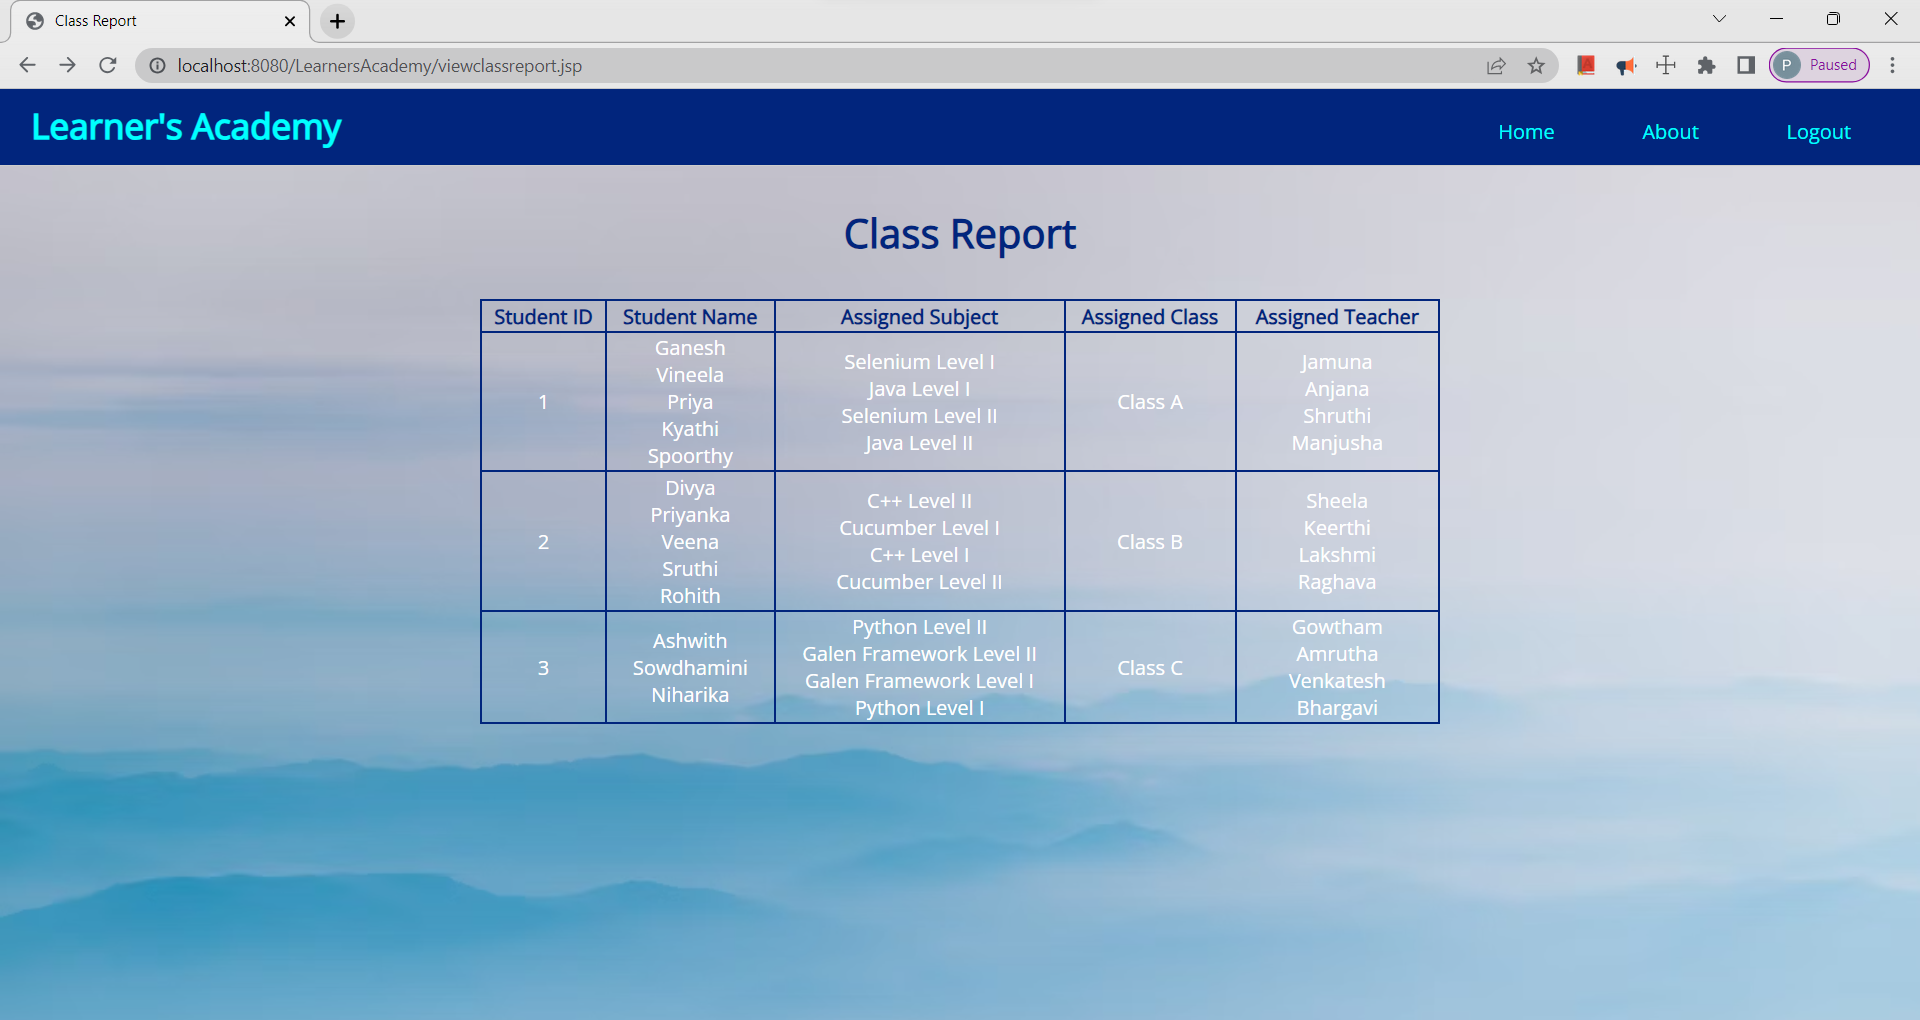 Class Report
localhost:8080/LearnersAcademy/viewclassreport.jsp
P Paused
Learner's Academy
Home
About
Logout
Class Report
Student ID Student Name Assigned Subject Assigned Class Assigned Teacher
1
Ganesh
Vineela
Priya
Kyathi
Spoorthy
Selenium Level I
Java Level I
Selenium Level II
Java Level II
Class A
Jamuna
Anjana
Shruthi
Manjusha
2
Divya
Priyanka
Veena
Sruthi
Rohith
C++ Level II
Cucumber Level I
C++ Level I
Cucumber Level II
Class B
Sheela
Keerthi
Lakshmi
Raghava
3
Ashwith
Sowdhamini
Niharika
Python Level II
Galen Framework Level II
Galen Framework Level I
Python Level I
Class C
Gowtham
Amrutha
Venkatesh
Bhargavi